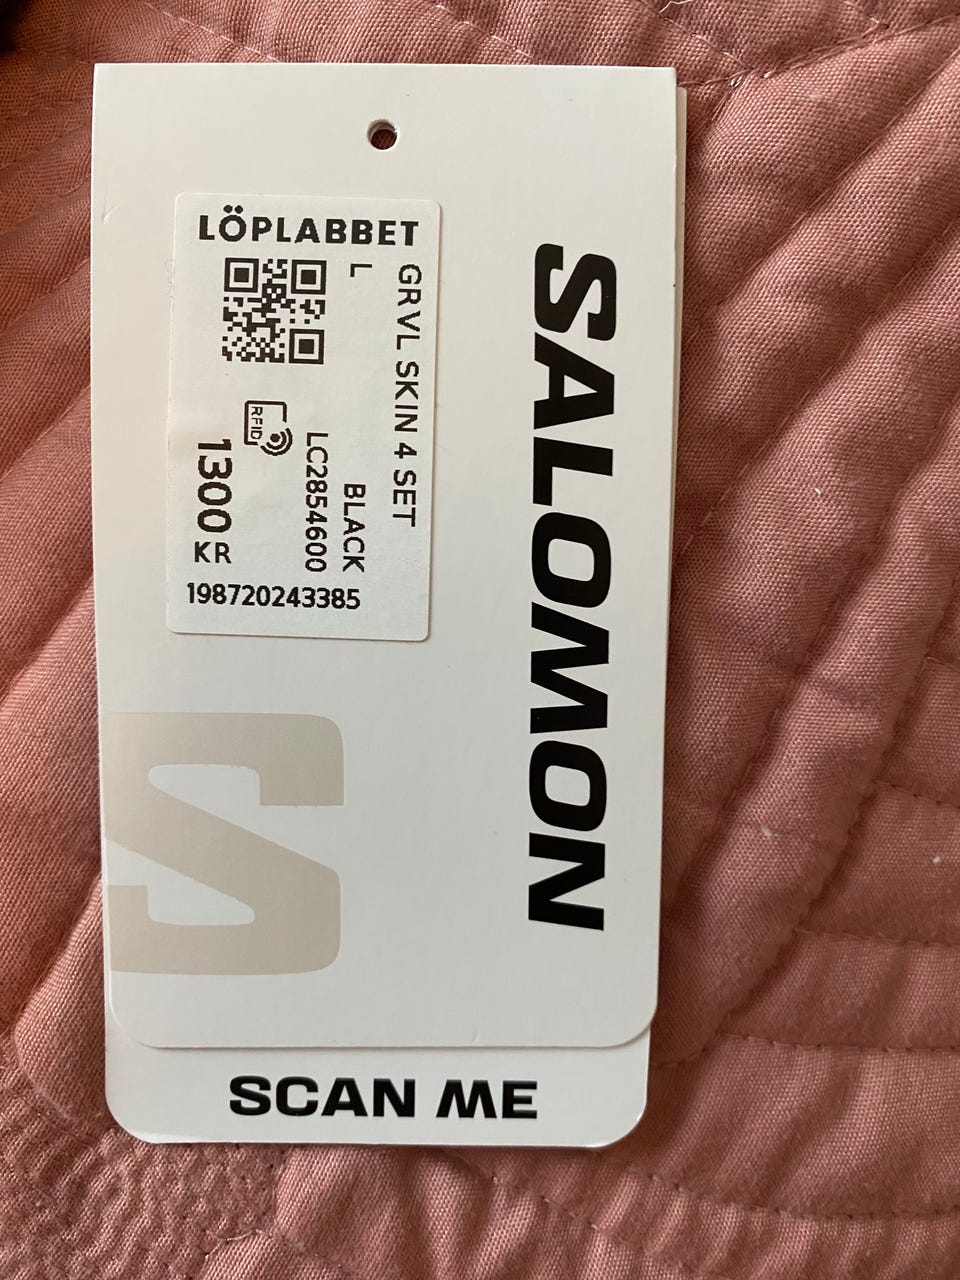 LÖPLABBET
GRVL SKIN 4 SET
L
BLACK
LC2854600
RFID
1300 KR
198720243385
SALOMON
S
SCAN ME